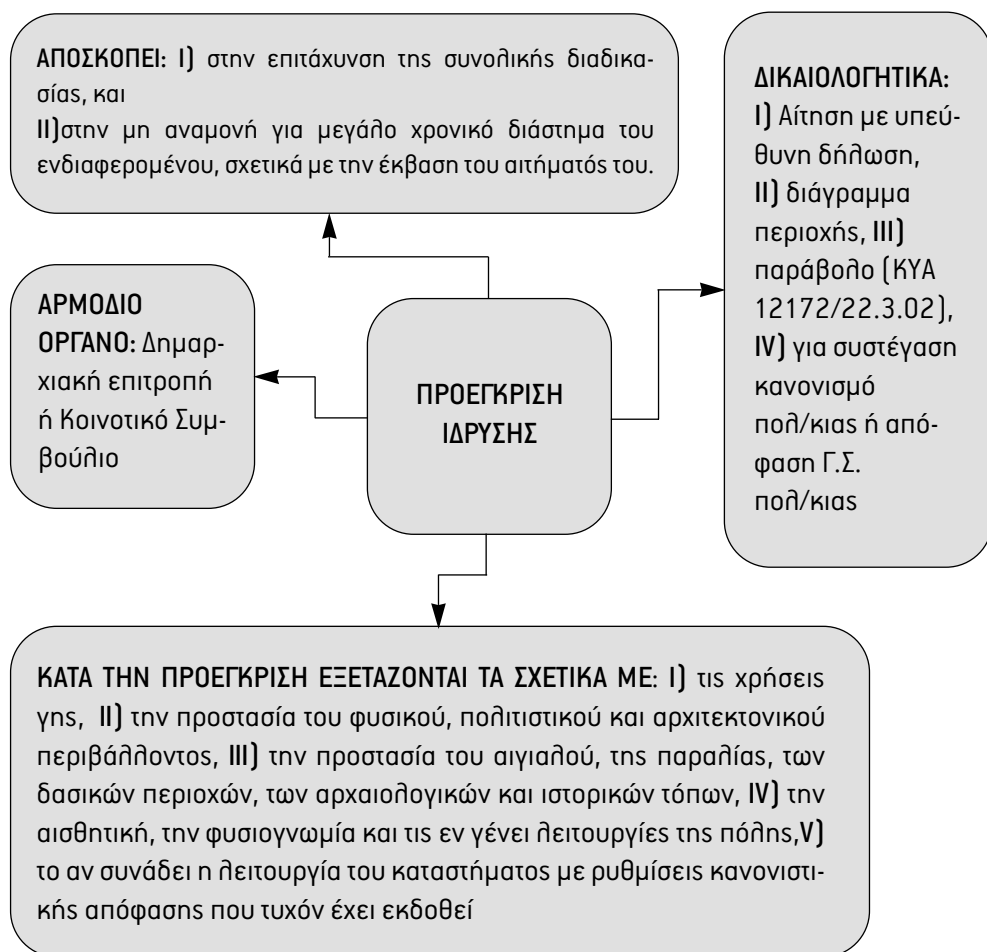 ΑΠΟΣΚΟΠΕΙ: Ι) στην επιτάχυνση της συνολικής διαδικα-
σίας, και
ΙΙ)στην μη αναμονή για μεγάλο χρονικό διάστημα του
ενδιαφερομένου, σχετικά με την έκβαση του αιτήματός του.
ΔΙΚΑΙΟΛΟΓΗΤΙΚΑ:
Ι) Αίτηση με υπεύ-
θυνη δήλωση,
ΙΙ) διάγραμμα
περιοχής, ΙΙΙ)
παράβολο (ΚΥΑ
12172/22.3.02),
IV) για συστέγαση
κανονισμό
πολ/κιας ή από-
φαση Γ.Σ.
πολ/κιας
ΑΡΜΟΔΙΟ
ΟΡΓΑΝΟ: Δημαρ-
χιακή επιτροπή
ή Κοινοτικό Συμ-
βούλιο
ΠΡΟΕΓΚΡΙΣΗ
ΙΔΡΥΣΗΣ
ΚΑΤΑ ΤΗΝ ΠΡΟΕΓΚΡΙΣΗ ΕΞΕΤΑΖΟΝΤΑΙ ΤΑ ΣΧΕΤΙΚΑ ΜΕ: Ι) τις χρήσεις
γης, ΙΙ) την προστασία του φυσικού, πολιτιστικού και αρχιτεκτονικού
περιβάλλοντος, ΙΙΙ) την προστασία του αιγιαλού, της παραλίας, των
δασικών περιοχών, των αρχαιολογικών και ιστορικών τόπων, IV) την
αισθητική, την φυσιογνωμία και τις εν γένει λειτουργίες της πόλης,V)
το αν συνάδει η λειτουργία του καταστήματος με ρυθμίσεις κανονιστι-
κής απόφασης που τυχόν έχει εκδοθεί